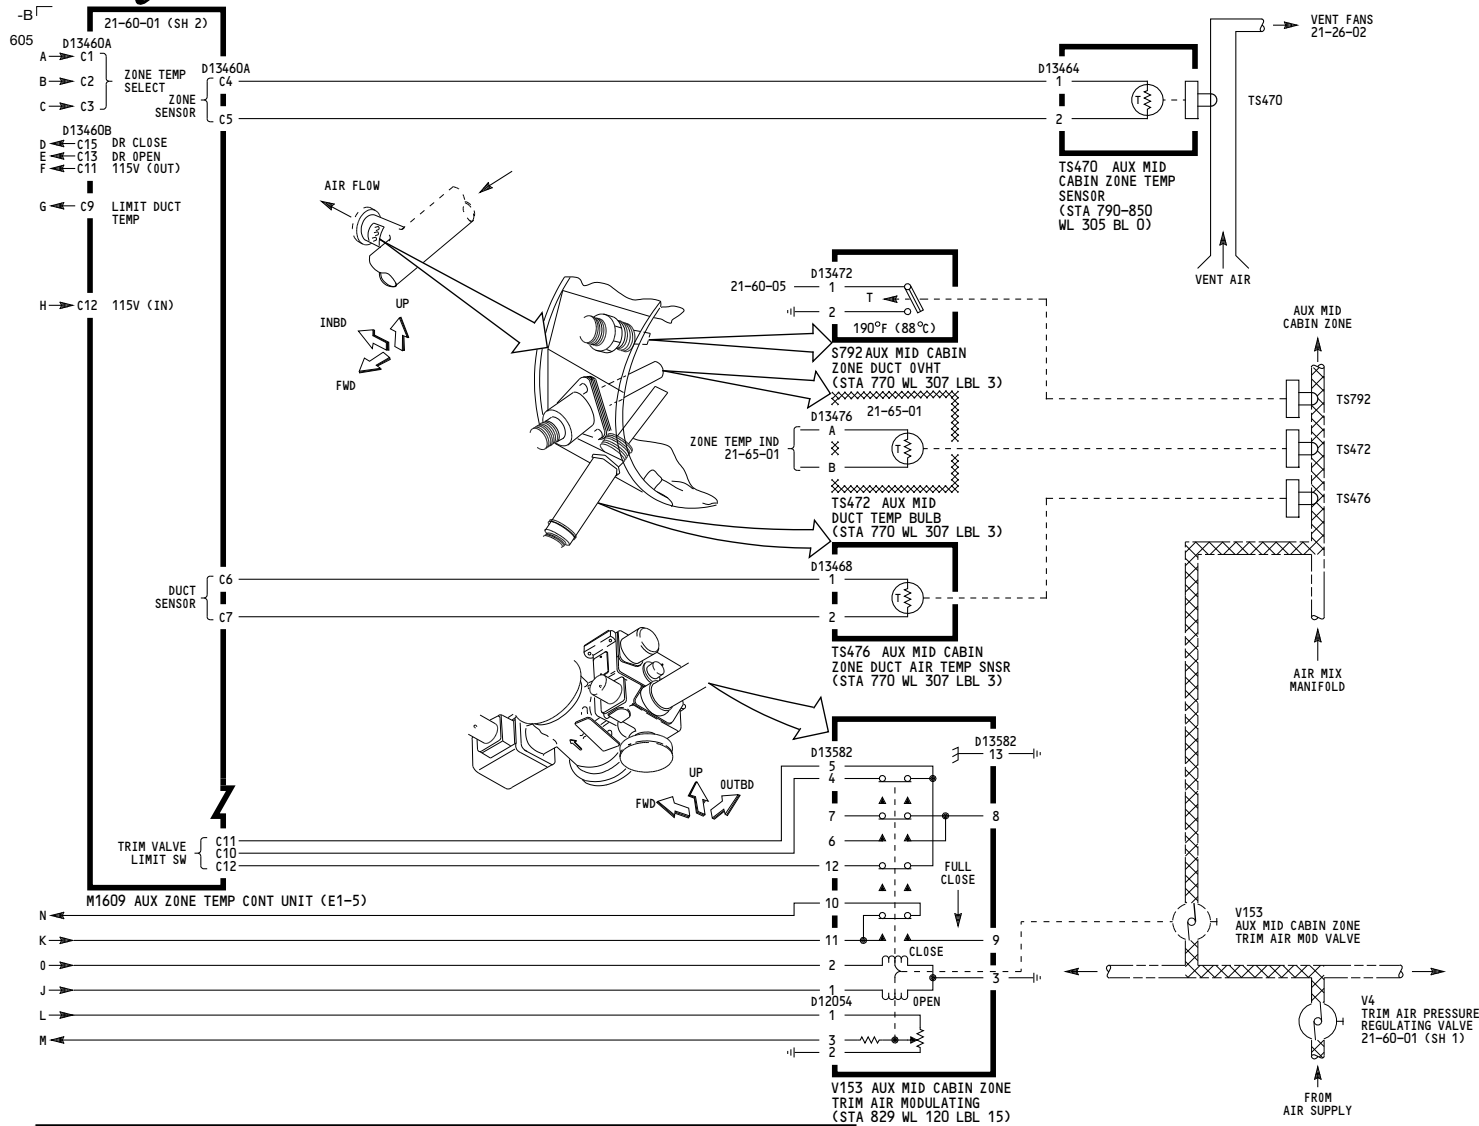 -B
605
21-60-01 (SH 2)
D13460A
A C1
B C2
C C3
ZONE TEMP
SELECT
D13460A
C4
ZONE
SENSOR
C5
D13460B
D C15 DR CLOSE
E C13 DR OPEN
F C11 115V (OUT)
G C9 LIMIT DUCT
TEMP
H C12 115V (IN)
DUCT
SENSOR
C6
C7
TRIM VALVE
LIMIT SW
C11
C10
C12
M1609 AUX ZONE TEMP CONT UNIT (E1-5)
N
K
O
J
L
M
AIR FLOW
UP
INBD
FWD
D13464
1
2
T
TS470
TS470 AUX MID
CABIN ZONE TEMP
SENSOR
(STA 790-850
WL 305 BL 0)
VENT FANS
21-26-02
VENT AIR
D13472
21-60-05 1
T
2
190°F (88°C)
S792 AUX MID CABIN
ZONE DUCT OVHT
(STA 770 WL 307 LBL 3)
D13476
21-65-01
A
B
T
ZONE TEMP IND
21-65-01
TS472 AUX MID
DUCT TEMP BULB
(STA 770 WL 307 LBL 3)
D13468
1
2
T
TS476 AUX MID CABIN
ZONE DUCT AIR TEMP SNSR
(STA 770 WL 307 LBL 3)
AUX MID
CABIN ZONE
TS792
TS472
TS476
AIR MIX
MANIFOLD
UP
FWD
OUTBD
D13582
5
4
7
6
12
10
11
2
1
D12054
1
3
2
D13582
13
8
FULL
CLOSE
9
CLOSE
3
OPEN
V153 AUX MID CABIN ZONE
TRIM AIR MODULATING
(STA 829 WL 120 LBL 15)
V153
AUX MID CABIN ZONE
TRIM AIR MOD VALVE
V4
TRIM AIR PRESSURE
REGULATING VALVE
21-60-01 (SH 1)
FROM
AIR SUPPLY